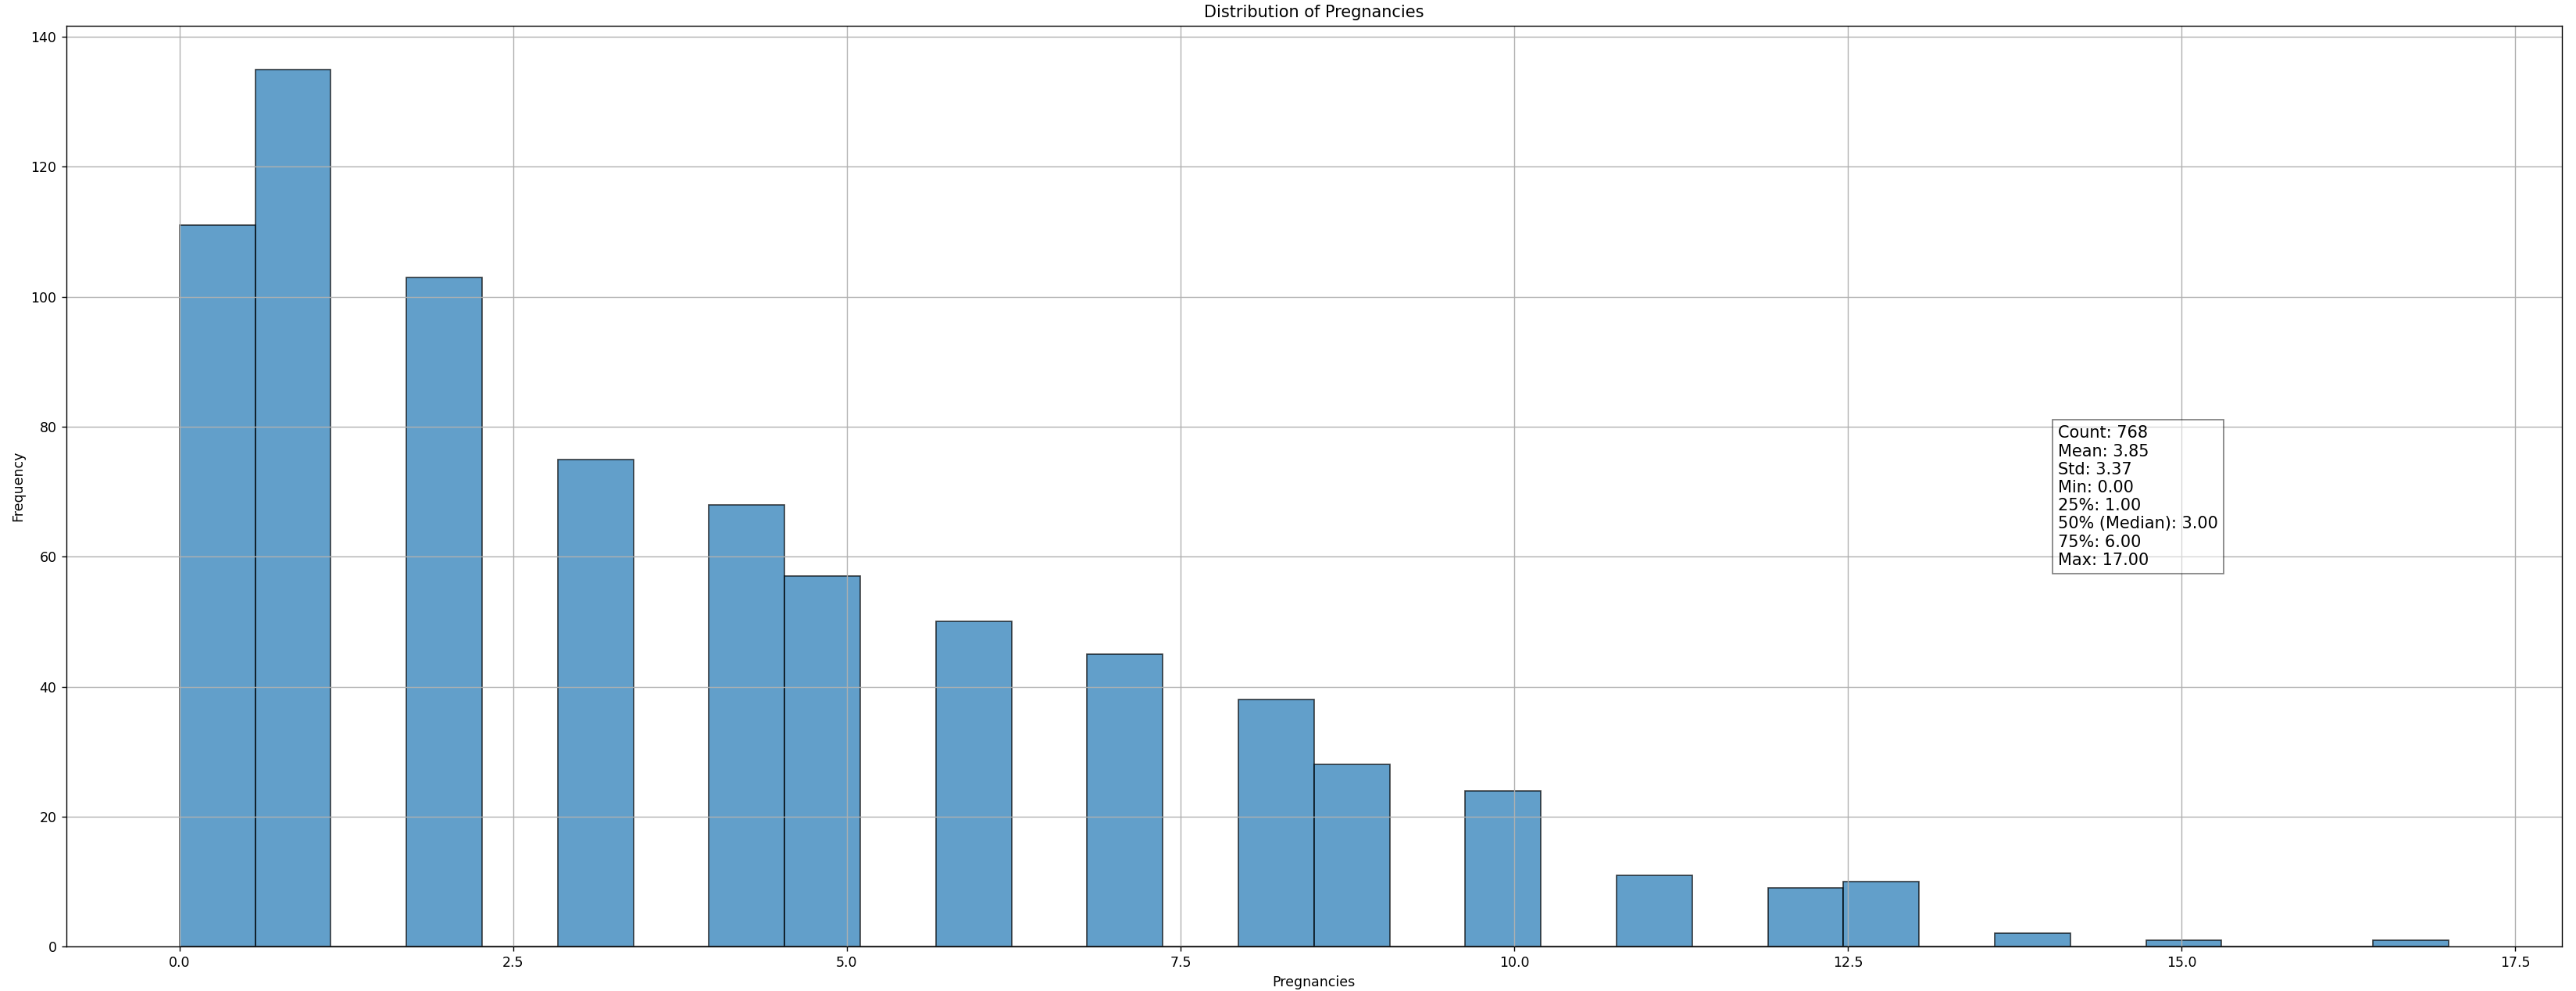 Distribution of Pregnancies
140
120
100
80
60
40
20
0
Frequency
Count: 768
Mean: 3.85
Std: 3.37
Min: 0.00
25%: 1.00
50% (Median): 3.00
75%: 6.00
Max: 17.00
0.0 2.5 5.0 7.5 10.0 12.5 15.0 17.5
Pregnancies